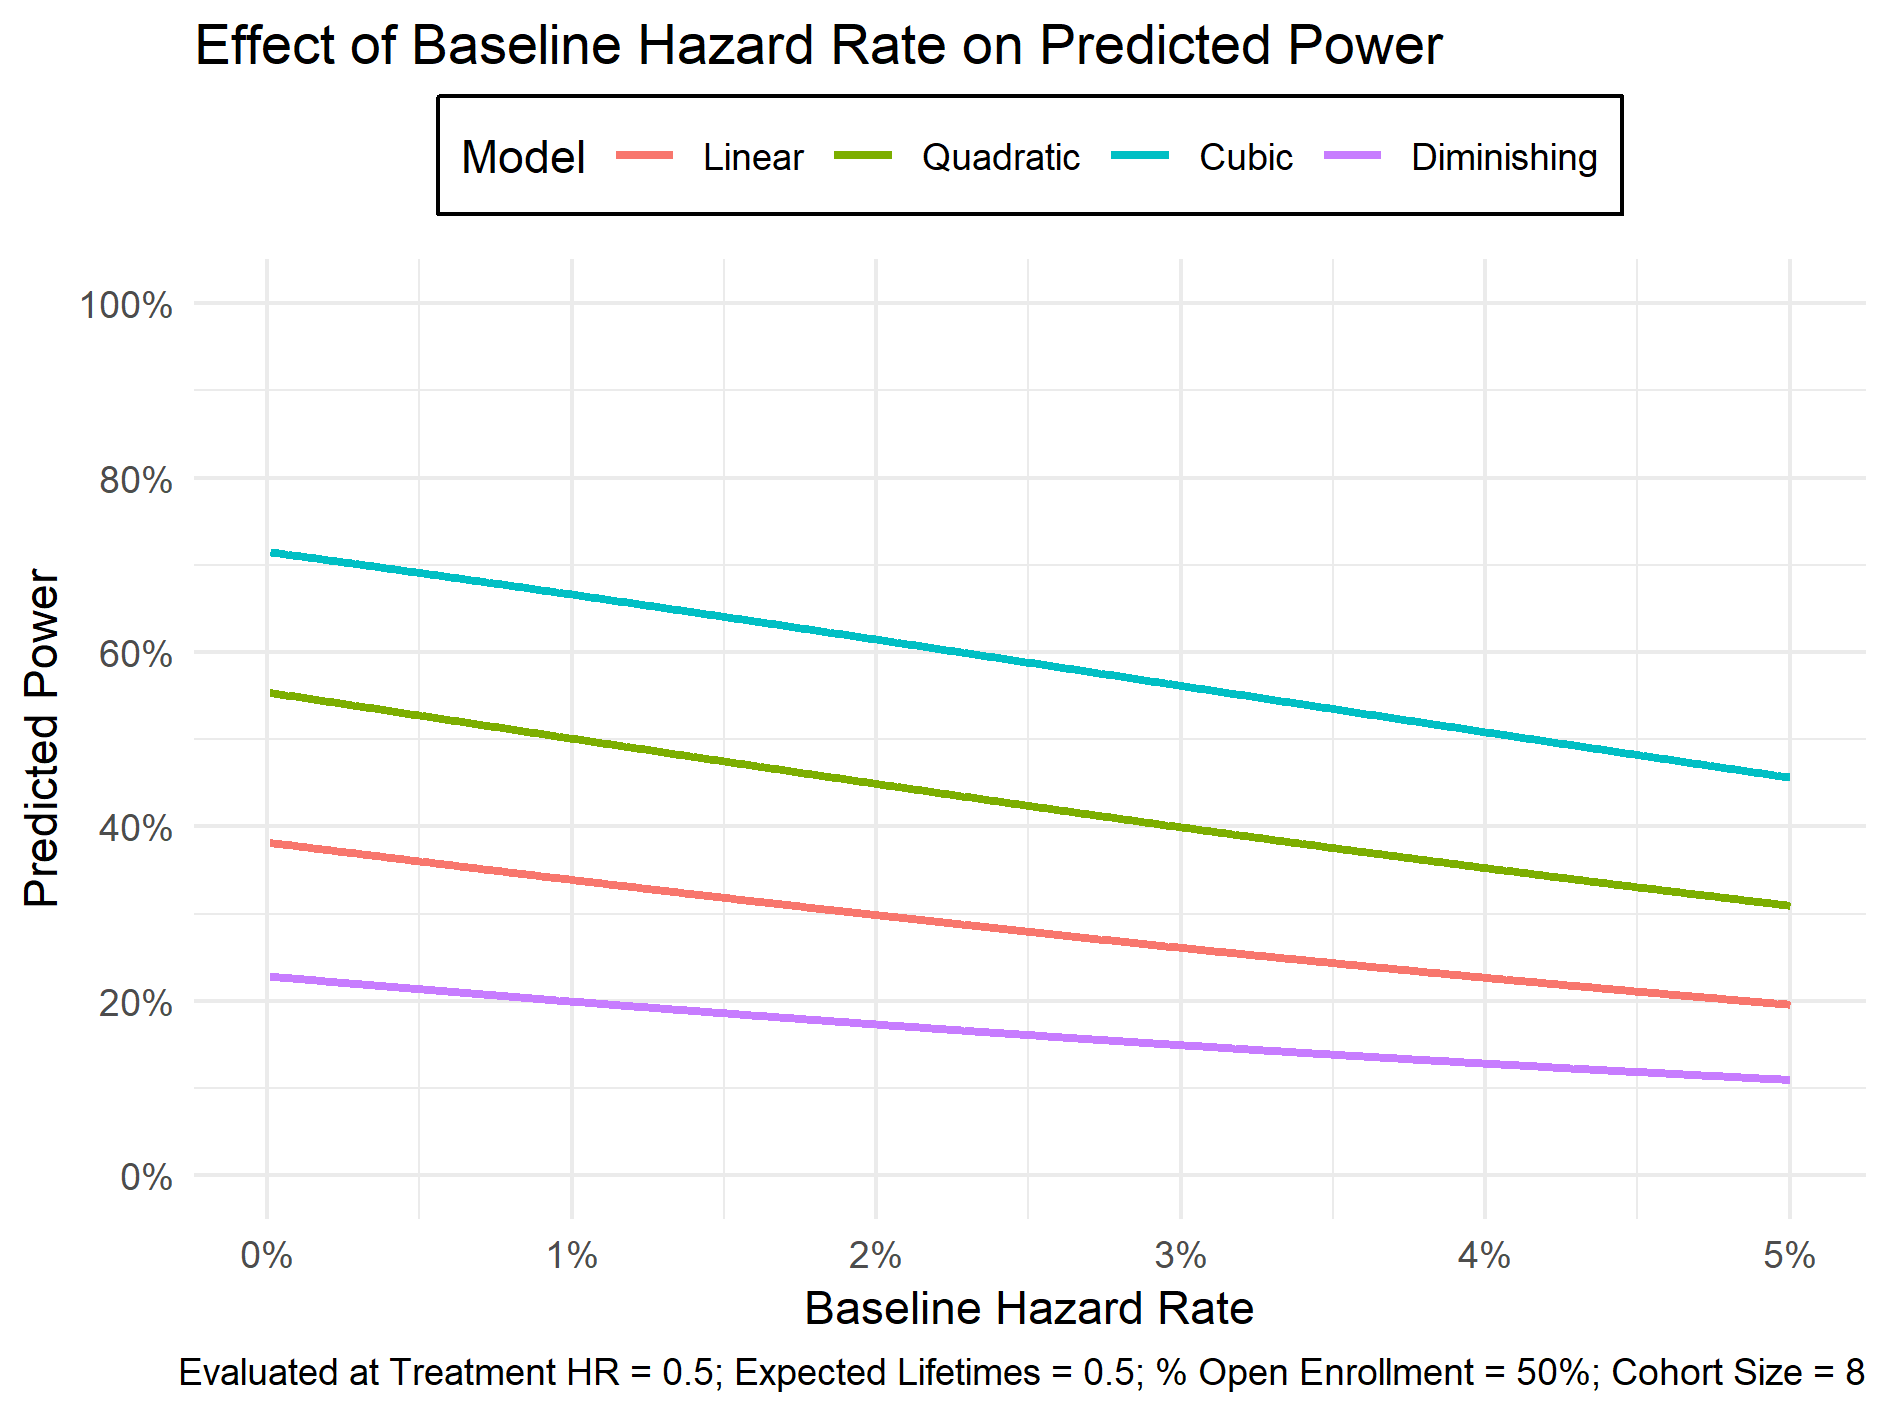 Effect of Baseline Hazard Rate on Predicted Power
Model Linear Quadratic Cubic Diminishing
Predicted Power
100%
80%
60%
40%
20%
0%
0% 1% 2% 3% 4% 5%
Baseline Hazard Rate
Evaluated at Treatment HR = 0.5; Expected Lifetimes = 0.5; % Open Enrollment = 50%; Cohort Size = 8